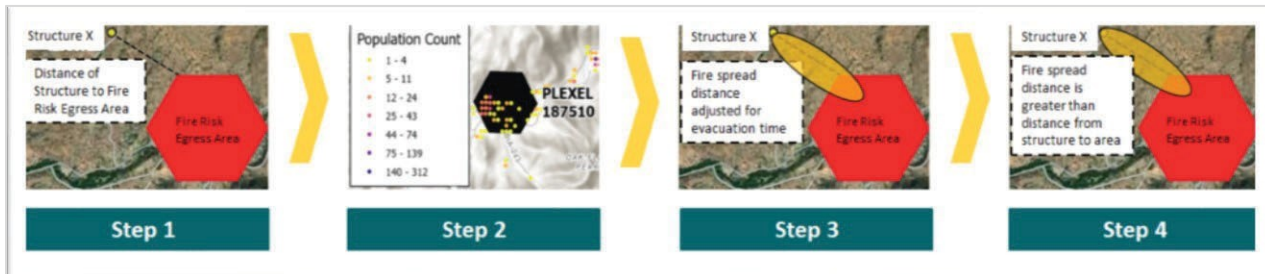 Structure X
Distance of
Structure to Fire
Risk Egress Area
Fire Risk
Egress Area
Step 1
Population Count
1 - 4
5 - 11
12 - 24
25 - 43
44 - 74
75 - 139
140 - 312
PLEXEL
187510
Step 2
Structure X
Fire spread
distance
adjusted for
evacuation time
Fire Risk
Egress Area
Step 3
Structure X
Fire spread
distance is
greater than
distance from
structure to area
Fire Risk
Egress Area
Step 4